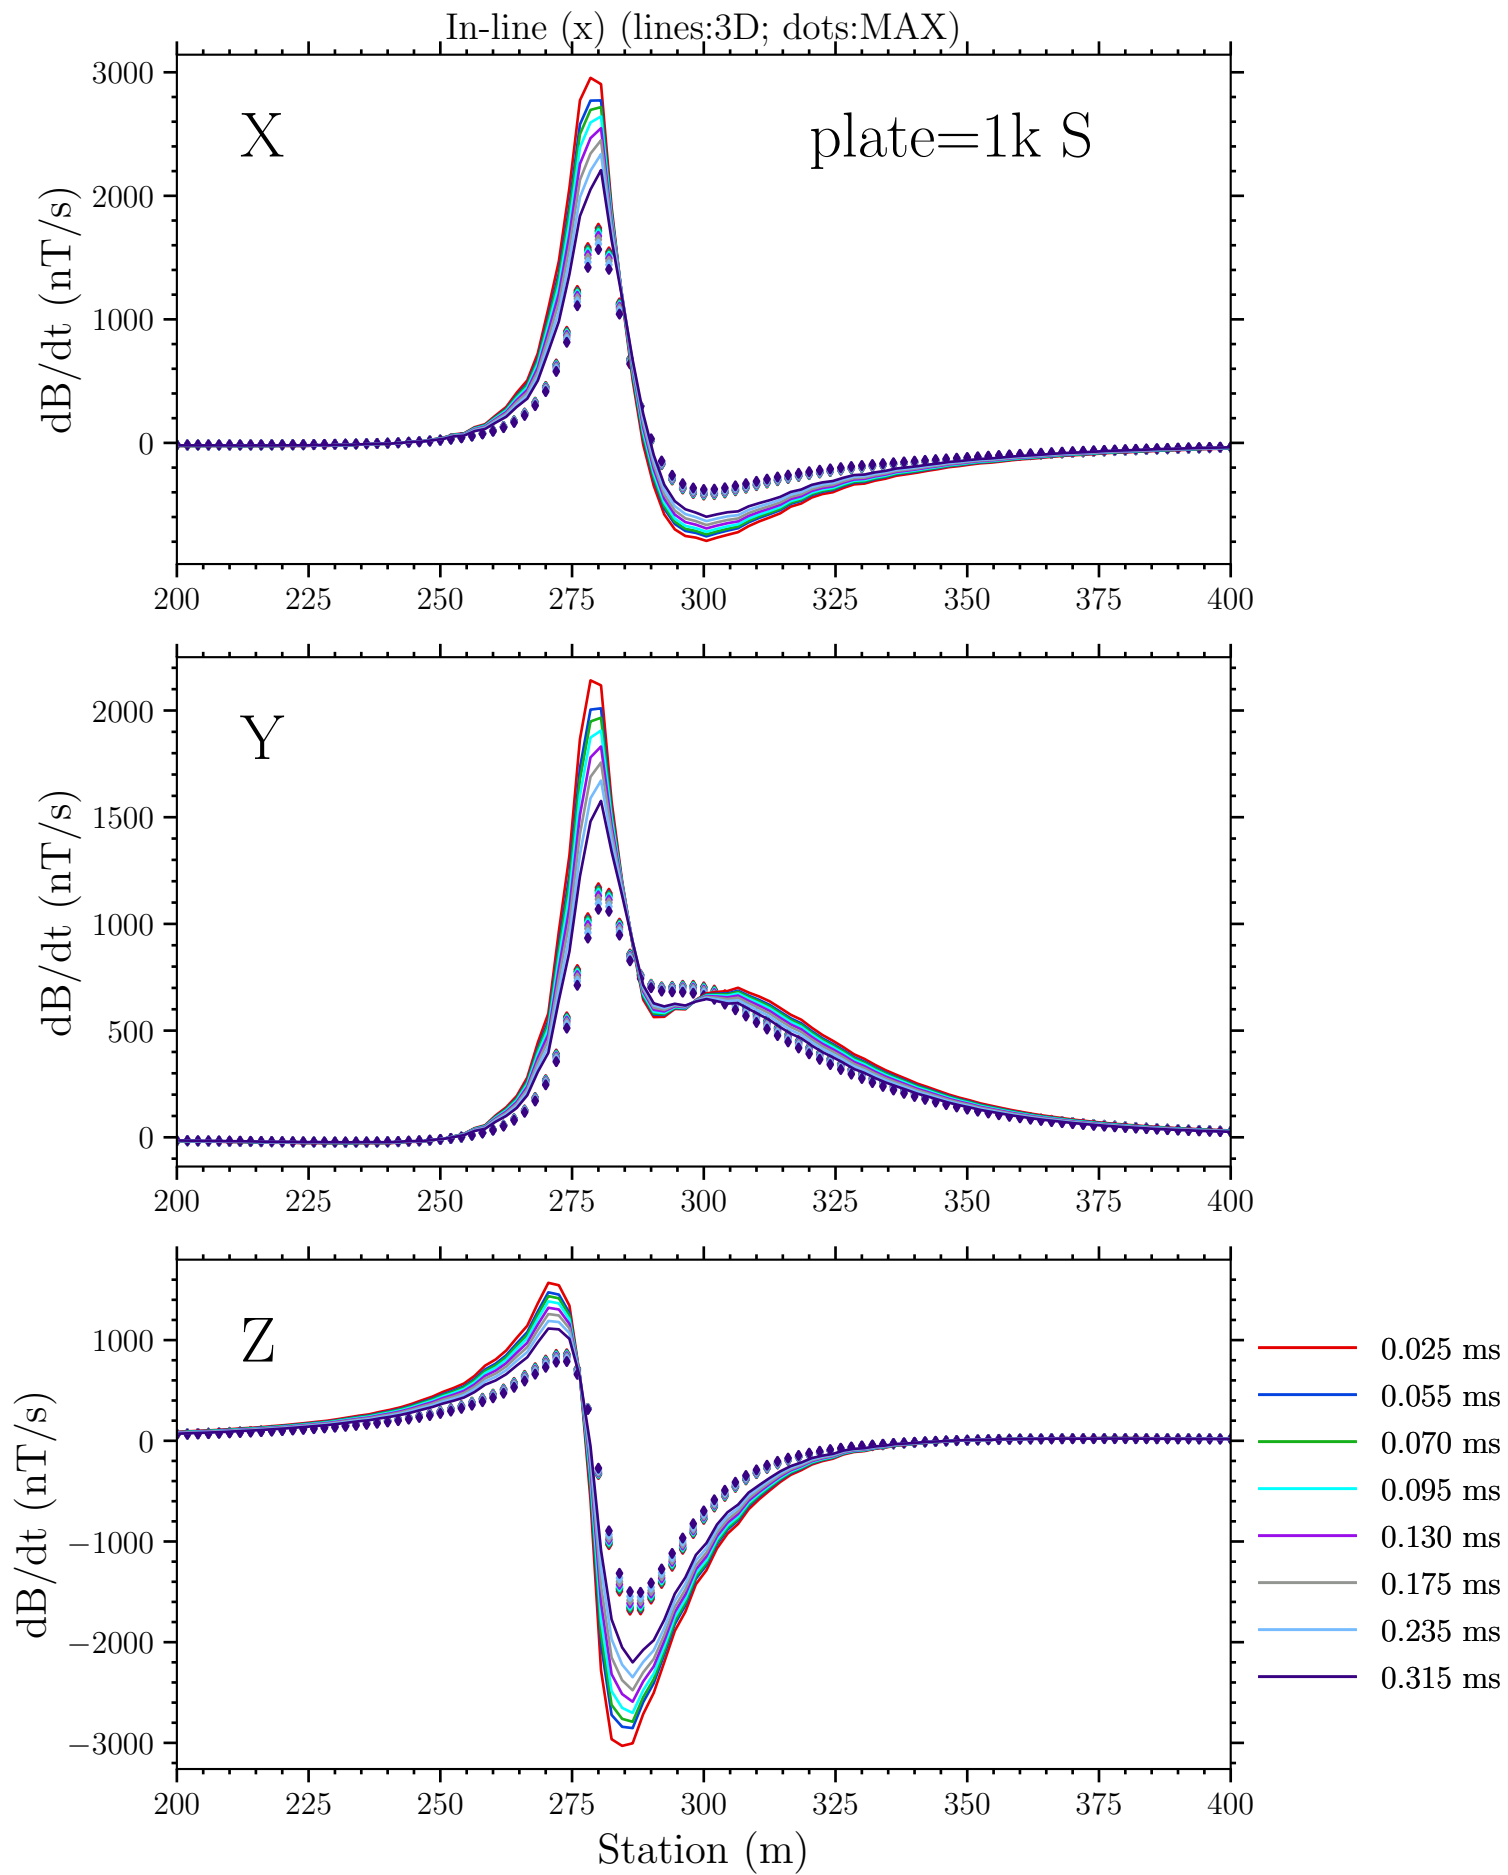 In-line (x) (lines:3D; dots:MAX)
X
plate=1k S
dB/dt (nT/s)
3000
2000
1000
0
200 225 250 275 300 325 350 375 400
Y
dB/dt (nT/s)
2000
1500
1000
500
0
200 225 250 275 300 325 350 375 400
Z
dB/dt (nT/s)
1000
0
−1000
−2000
−3000
200 225 250 275 300 325 350 375 400
Station (m)
0.025 ms
0.055 ms
0.070 ms
0.095 ms
0.130 ms
0.175 ms
0.235 ms
0.315 ms